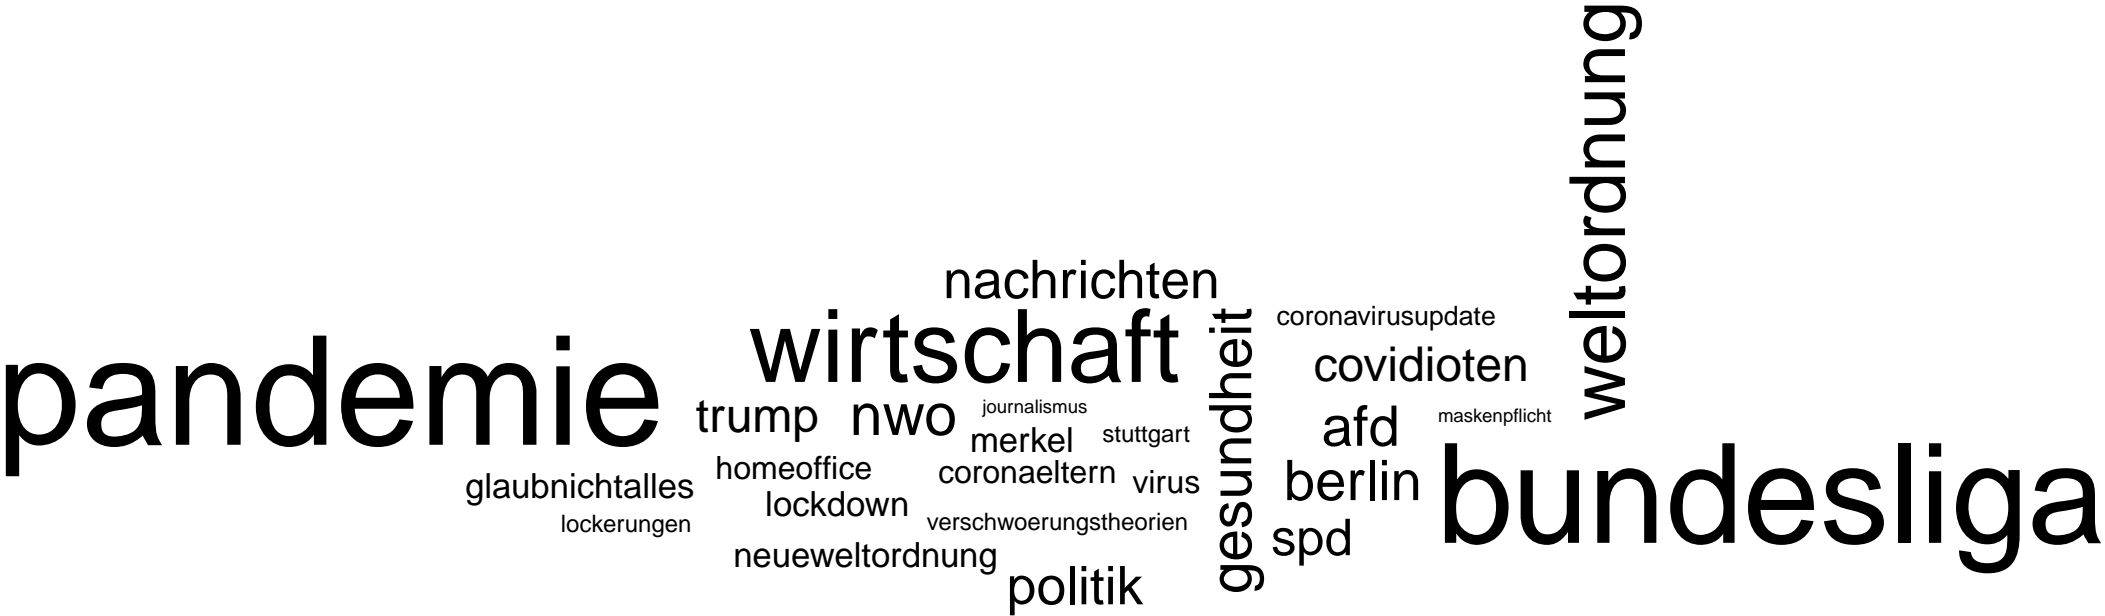 weltordnung
nachrichten
wirtschaft
gesundheit
coronavirusupdate
pandemie
covidioten
trump
nwo
journalismus
merkel
stuttgart
afd
maskenpflicht
glaubnichtalles
homeoffice
coronaeltern
virus
berlin
bundesliga
lockerungen
lockdown
verschwoerungstheorien
spd
neueweltordnung
politik